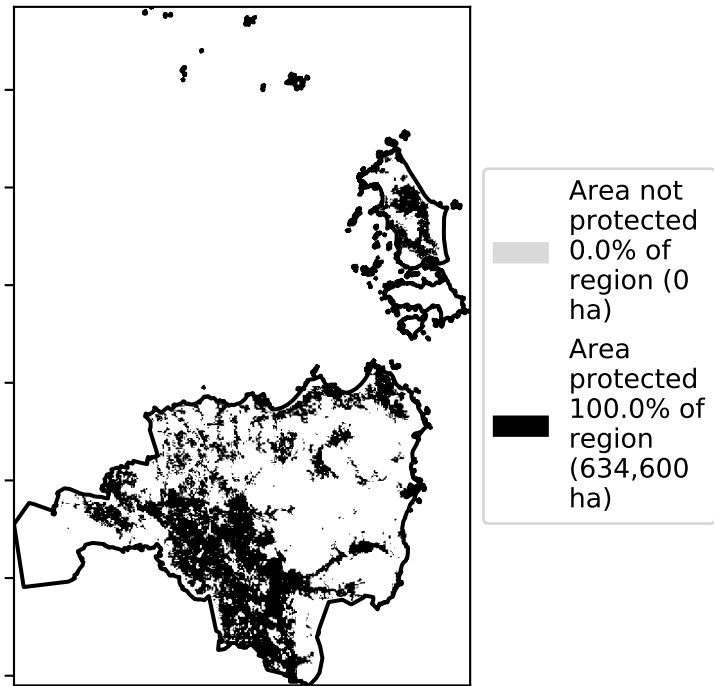 Area not
protected
0.0% of
region (0
ha)
Area
protected
100.0% of
region
(634,600
ha)